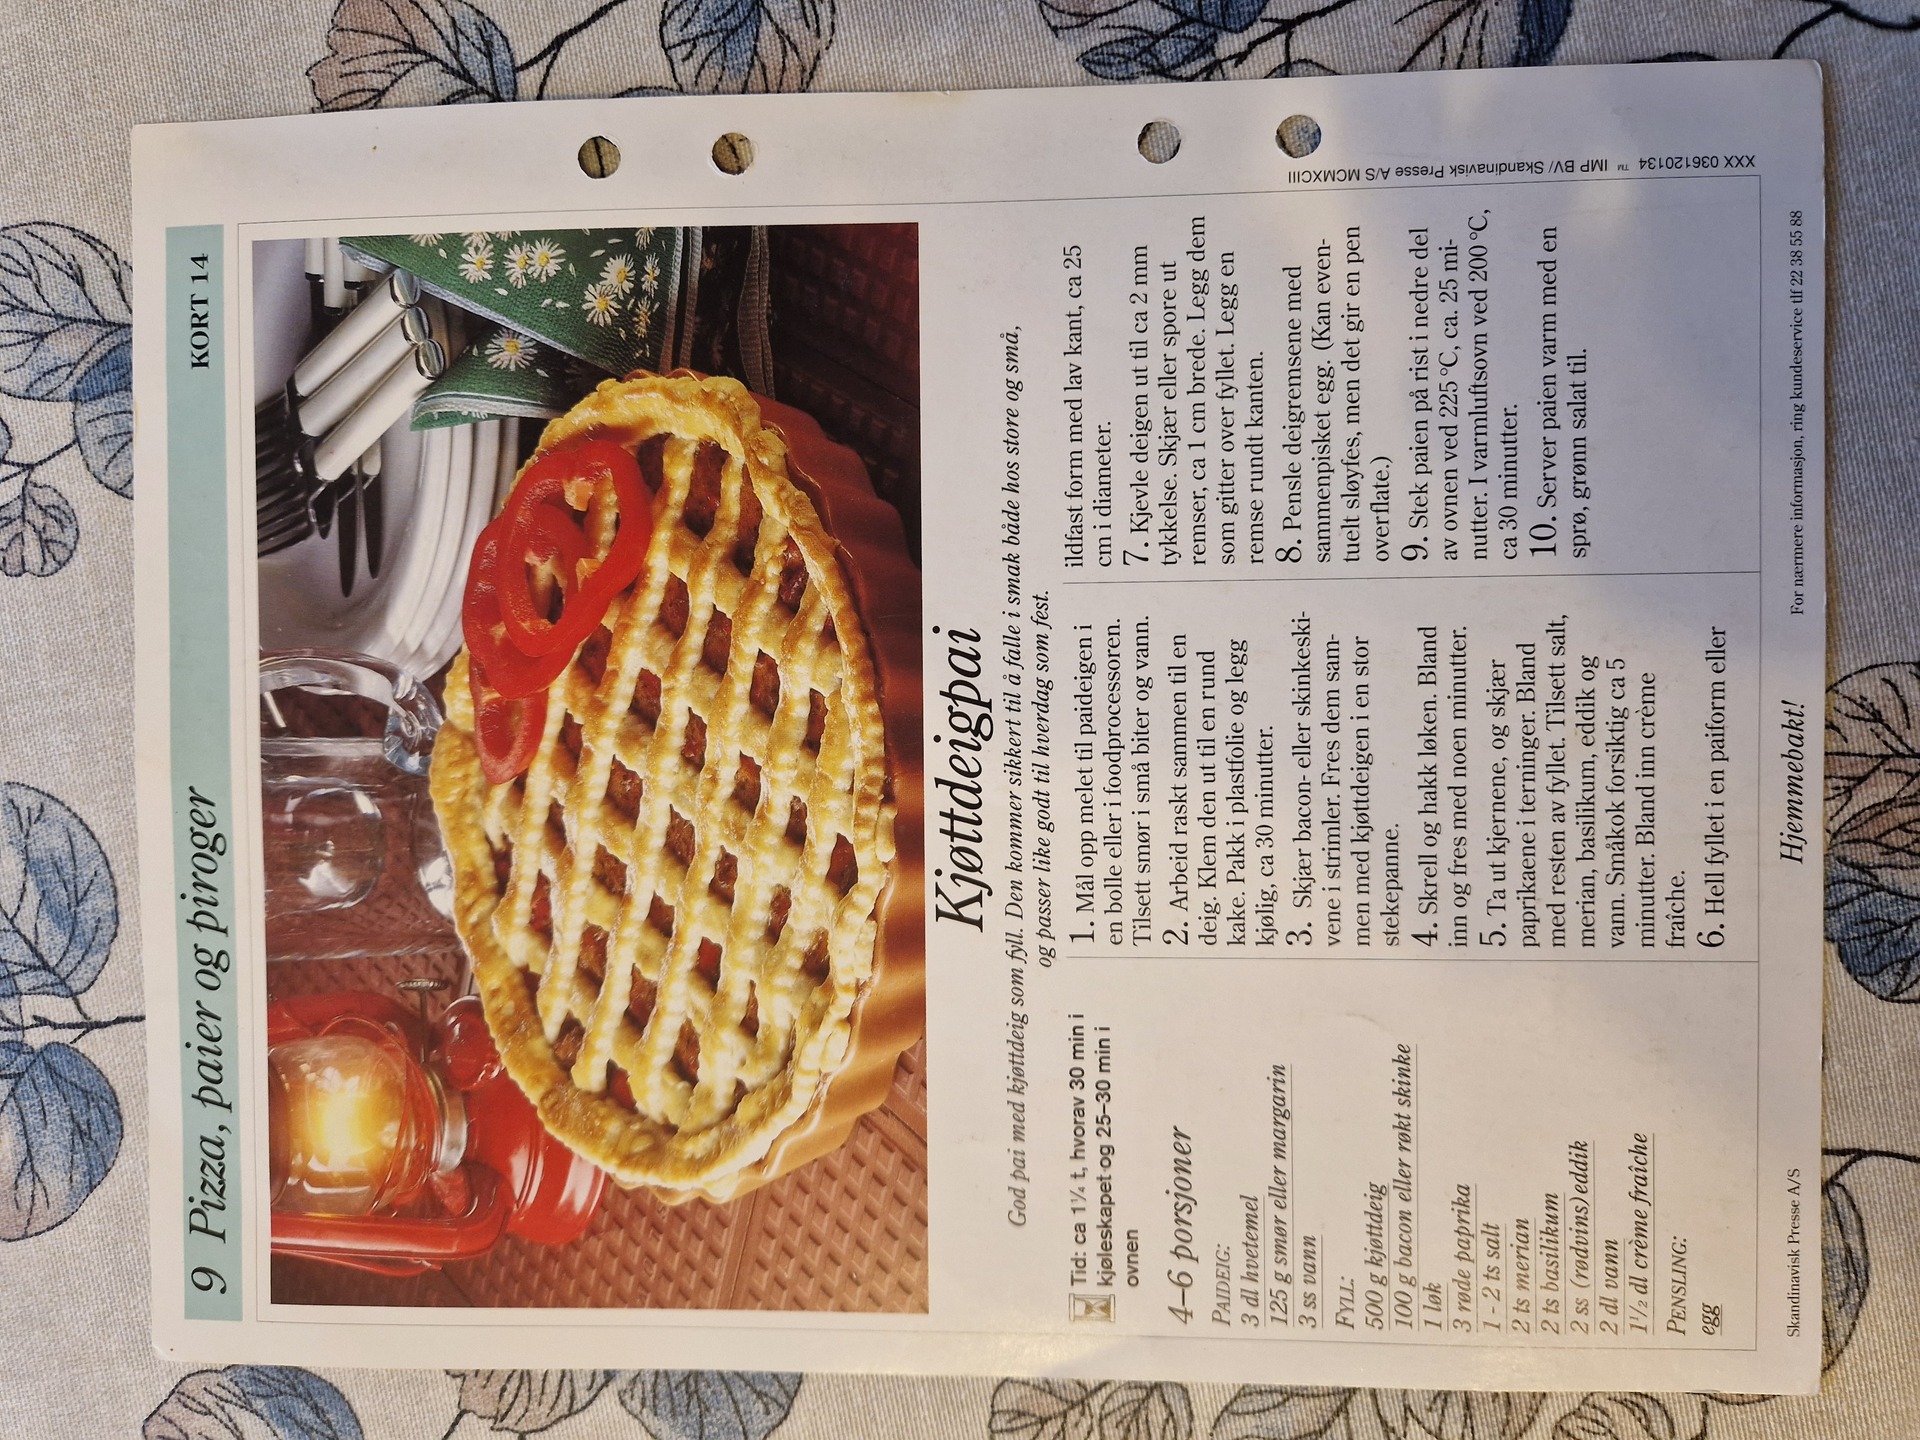 9 Pizza, paier og piroger
KORT 14
Kjøttdeigpai
God pai med kjøttdeig som fyll. Den kommer sikkert til å falle i smak både hos store og små,
og passer like godt til hverdag som fest.
Tid: ca 1¼ t, hvorav 30 min i
kjøleskapet og 25–30 min i
ovnen
4–6 porsjoner
PAIDEIG:
3 dl hvetemel
125 g smør eller margarin
3 ss vann
FYLL:
500 g kjøttdeig
100 g bacon eller røkt skinke
1 løk
3 røde paprika
1 - 2 ts salt
2 ts merian
2 ts basilikum
2 ss (rødvins)eddik
2 dl vann
1½ dl crème fraîche
PENSLING:
egg
1. Mål opp melet til paideigen i
en bolle eller i foodprocessoren.
Tilsett smør i små biter og vann.
2. Arbeid raskt sammen til en
deig. Klem den ut til en rund
kake. Pakk i plastfolie og legg
kjølig, ca 30 minutter.
3. Skjær bacon- eller skinkeski-
vene i strimler. Fres dem sam-
men med kjøttdeigen i en stor
stekepanne.
4. Skrell og hakk løken. Bland
inn og fres med noen minutter.
5. Ta ut kjernene, og skjær
paprikaene i terninger. Bland
med resten av fyllet. Tilsett salt,
merian, basilikum, eddik og
vann. Småkok forsiktig ca 5
minutter. Bland inn crème
fraîche.
6. Hell fyllet i en paiform eller
ildfast form med lav kant, ca 25
cm i diameter.
7. Kjevle deigen ut til ca 2 mm
tykkelse. Skjær eller spore ut
remser, ca 1 cm brede. Legg dem
som gitter over fyllet. Legg en
remse rundt kanten.
8. Pensle deigremsene med
sammenpisket egg. (Kan even-
tuelt sløyfes, men det gir en pen
overflate.)
9. Stek paien på rist i nedre del
av ovnen ved 225 °C, ca. 25 mi-
nutter. I varmluftsovn ved 200 °C,
ca 30 minutter.
10. Server paien varm med en
sprø, grønn salat til.
XXX 036120134 ™ IMP BV/ Skandinavisk Presse A/S MCMXCIII
Skandinavisk Presse A/S
Hjemmebakt!
For nærmere informasjon, ring kundeservice tlf 22 38 55 88